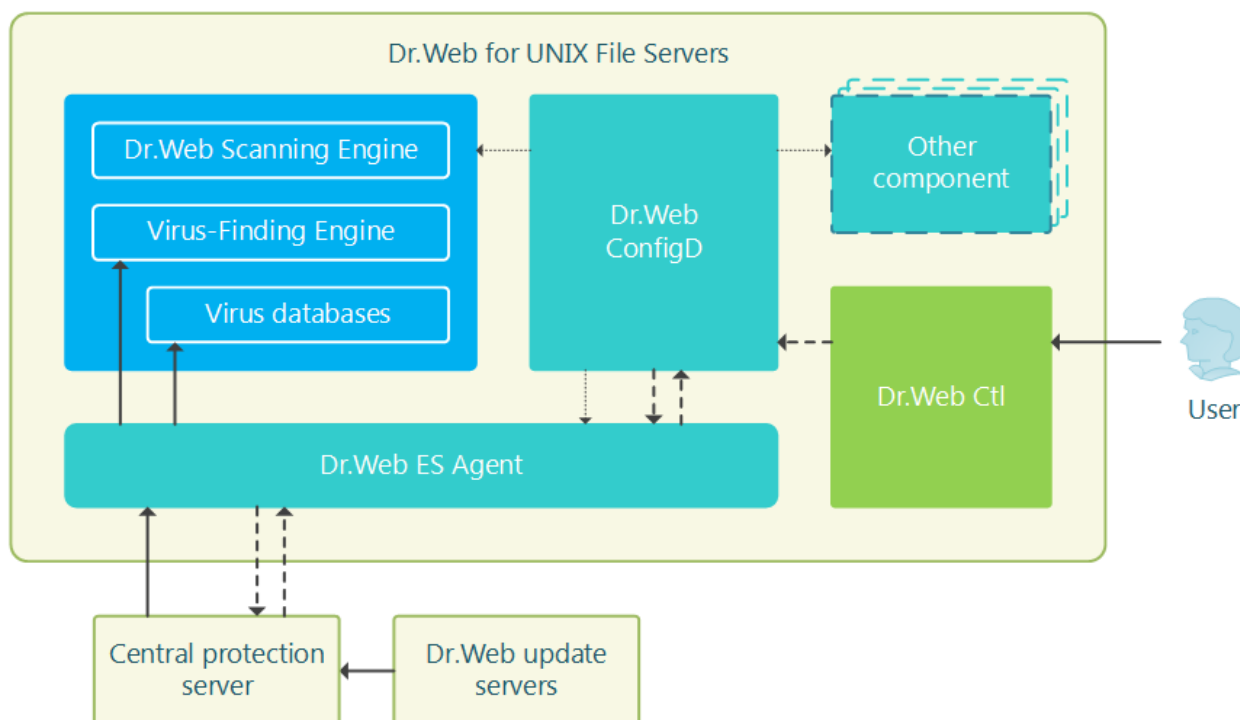 Dr.Web for UNIX File Servers
Dr.Web Scanning Engine
Virus-Finding Engine
Virus databases
Dr.Web
ConfigD
Other
component
Dr.Web Ctl
User
Dr.Web ES Agent
Central protection
server
Dr.Web update
servers